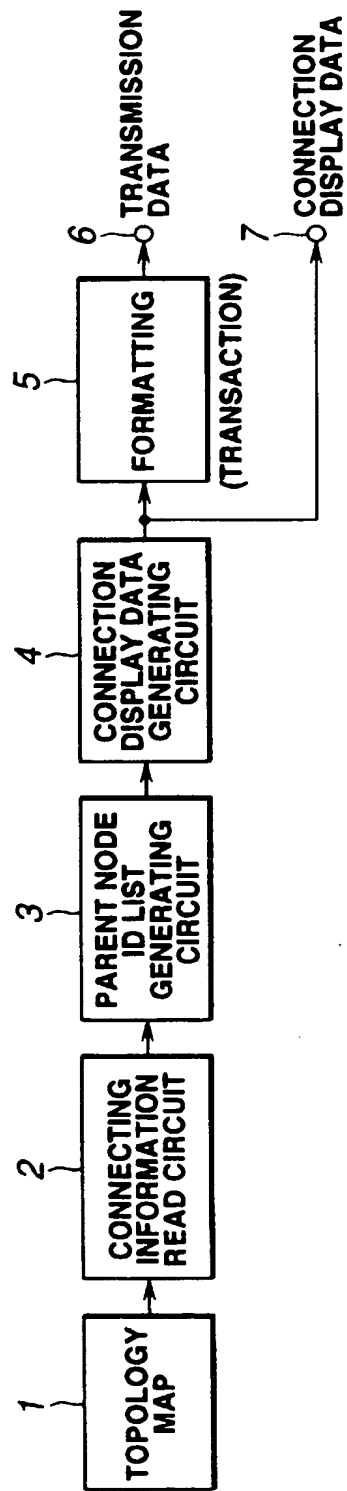 1
TOPOLOGY
MAP
2
CONNECTING
INFORMATION
READ CIRCUIT
3
PARENT NODE
ID LIST
GENERATING
CIRCUIT
4
CONNECTION
DISPLAY DATA
GENERATING
CIRCUIT
5
FORMATTING
(TRANSACTION)
6
TRANSMISSION
DATA
7
CONNECTION
DISPLAY DATA